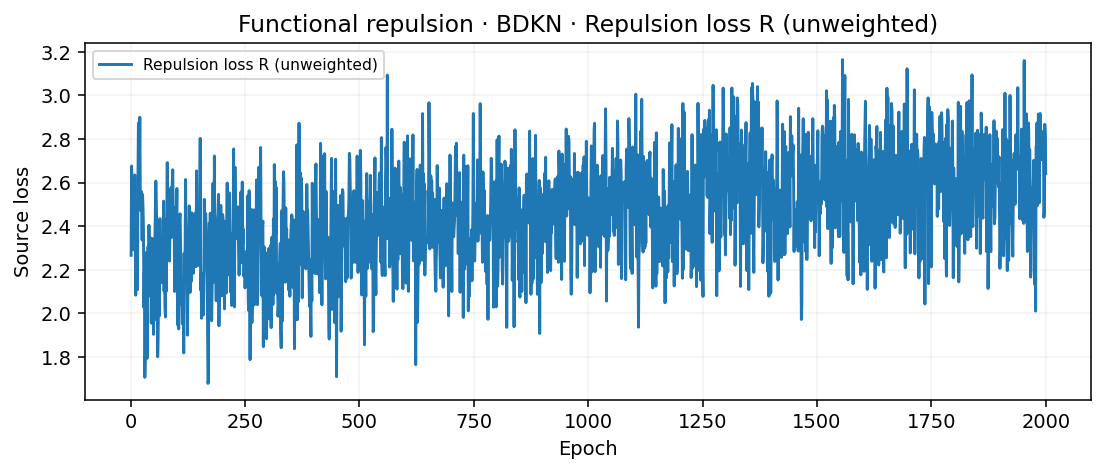 Functional repulsion · BDKN · Repulsion loss R (unweighted)
Repulsion loss R (unweighted)
Source loss
3.2
3.0
2.8
2.6
2.4
2.2
2.0
1.8
0 250 500 750 1000 1250 1500 1750 2000
Epoch